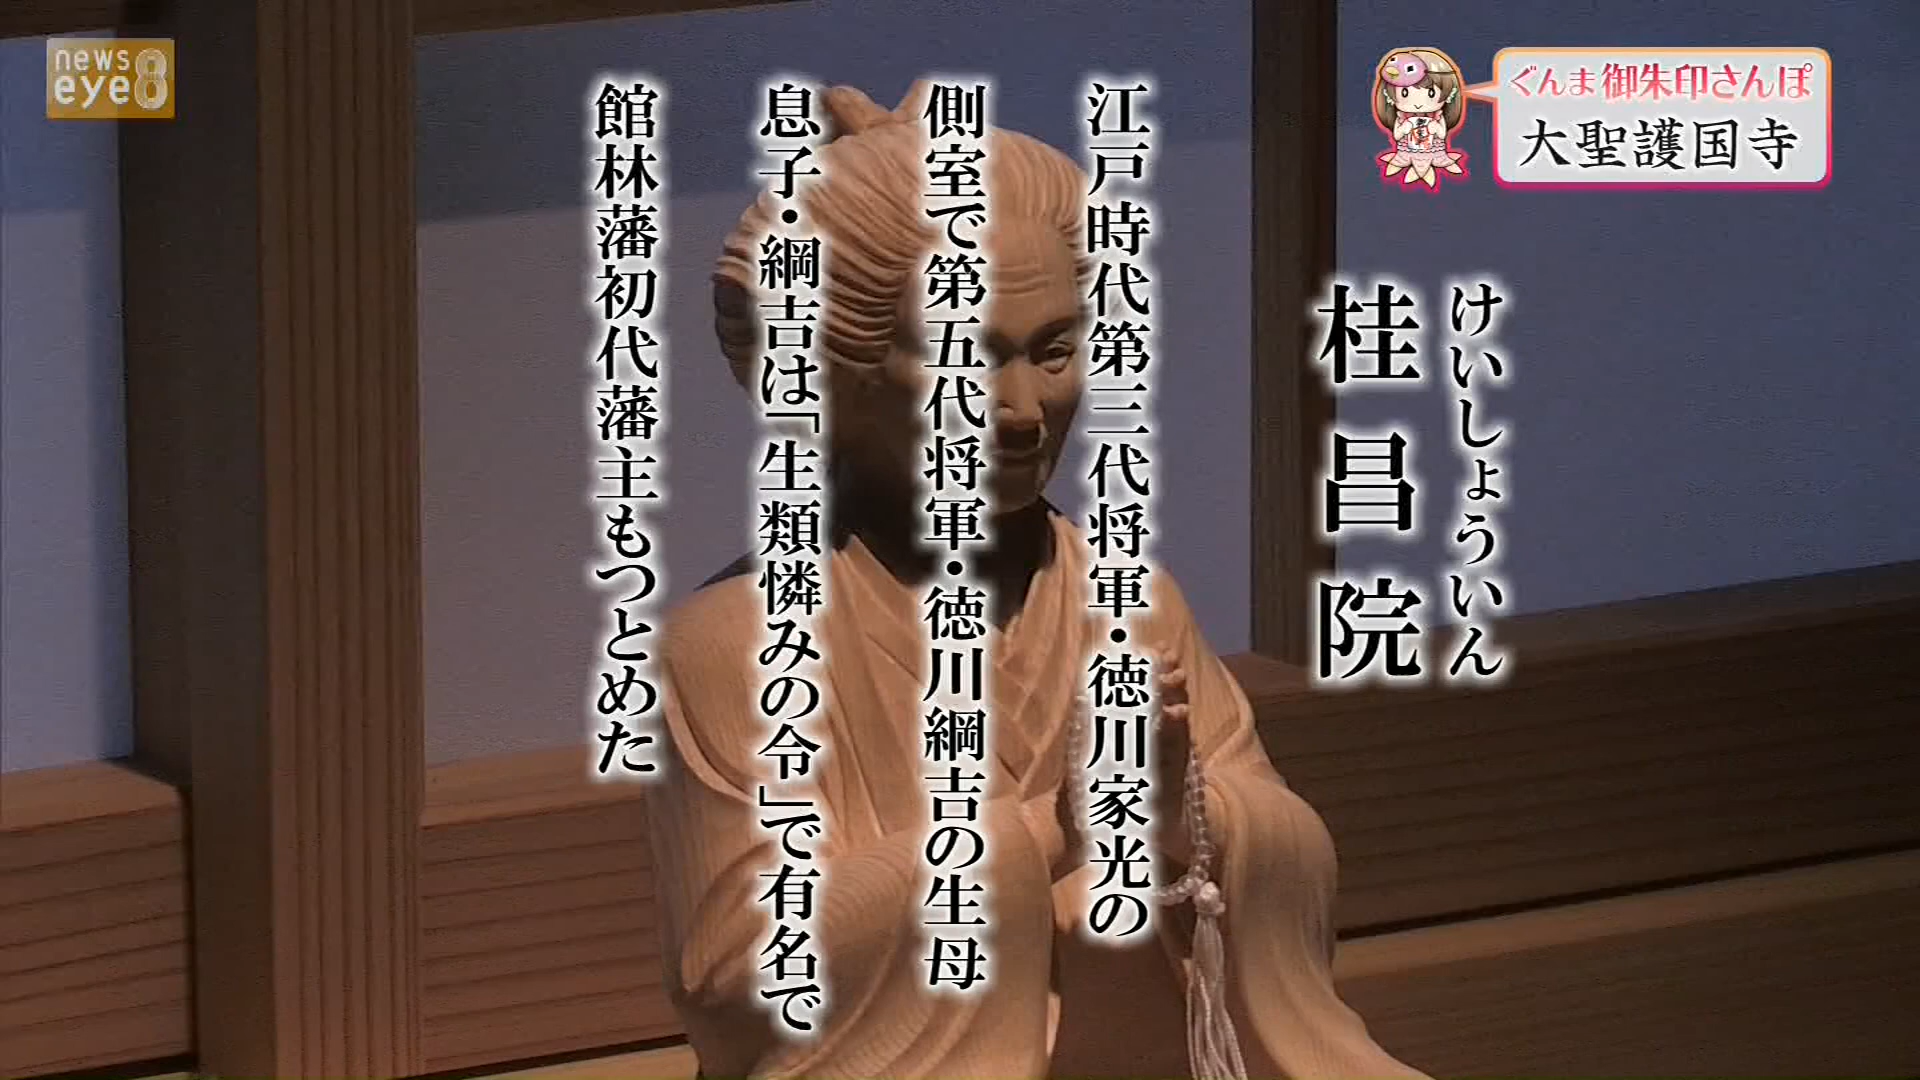 news
eye8
ぐんま御朱印さんぽ
大聖護国寺
けいしょういん
桂昌院
江戸時代第三代将軍・徳川家光の
側室で第五代将軍・徳川綱吉の生母
息子・綱吉は「生類憐みの令」で有名で
館林藩初代藩主もつとめた